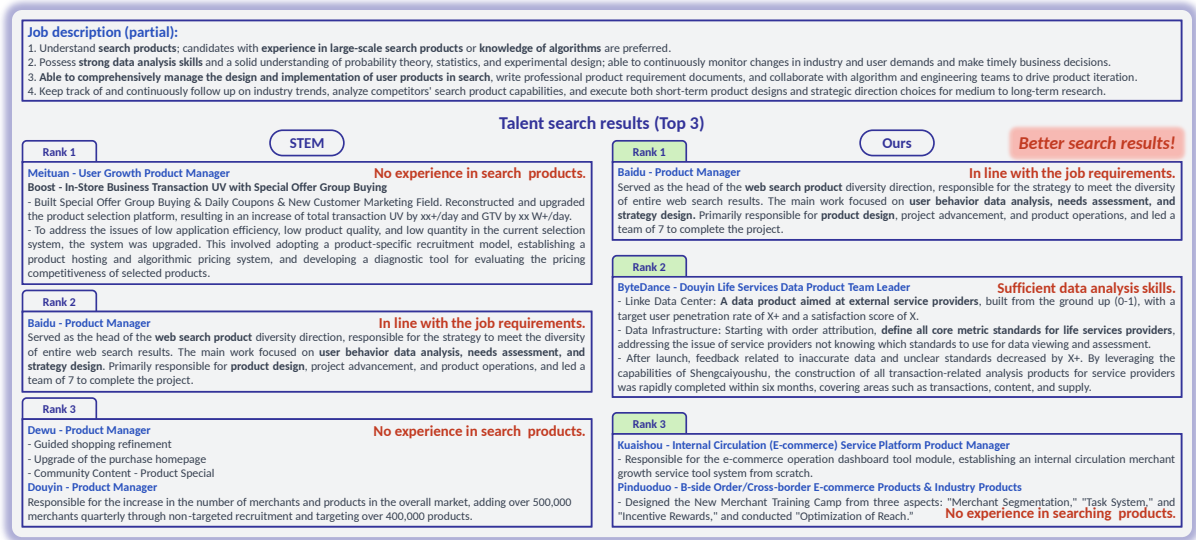 Job description (partial):
1. Understand search products; candidates with experience in large-scale search products or knowledge of algorithms are preferred.
2. Possess strong data analysis skills and a solid understanding of probability theory, statistics, and experimental design; able to continuously monitor changes in industry and user demands and make timely business decisions.
3. Able to comprehensively manage the design and implementation of user products in search, write professional product requirement documents, and collaborate with algorithm and engineering teams to drive product iteration.
4. Keep track of and continuously follow up on industry trends, analyze competitors' search product capabilities, and execute both short-term product designs and strategic direction choices for medium to long-term research.
Talent search results (Top 3)
STEM
Rank 1
Meituan - User Growth Product Manager
No experience in search products.
Boost - In-Store Business Transaction UV with Special Offer Group Buying
- Built Special Offer Group Buying & Daily Coupons & New Customer Marketing Field. Reconstructed and upgraded
the product selection platform, resulting in an increase of total transaction UV by xx+/day and GTV by xx W+/day.
- To address the issues of low application efficiency, low product quality, and low quantity in the current selection
system, the system was upgraded. This involved adopting a product-specific recruitment model, establishing a
product hosting and algorithmic pricing system, and developing a diagnostic tool for evaluating the pricing
competitiveness of selected products.
Rank 2
Baidu - Product Manager
In line with the job requirements.
Served as the head of the web search product diversity direction, responsible for the strategy to meet the diversity
of entire web search results. The main work focused on user behavior data analysis, needs assessment, and
strategy design. Primarily responsible for product design, project advancement, and product operations, and led a
team of 7 to complete the project.
Rank 3
Dewu - Product Manager
No experience in search products.
- Guided shopping refinement
- Upgrade of the purchase homepage
- Community Content - Product Special
Douyin - Product Manager
Responsible for the increase in the number of merchants and products in the overall market, adding over 500,000
merchants quarterly through non-targeted recruitment and targeting over 400,000 products.
Ours
Better search results!
Rank 1
Baidu - Product Manager
In line with the job requirements.
Served as the head of the web search product diversity direction, responsible for the strategy to meet the diversity
of entire web search results. The main work focused on user behavior data analysis, needs assessment, and
strategy design. Primarily responsible for product design, project advancement, and product operations, and led a
team of 7 to complete the project.
Rank 2
ByteDance - Douyin Life Services Data Product Team Leader
Sufficient data analysis skills.
- Linke Data Center: A data product aimed at external service providers, built from the ground up (0-1), with a
target user penetration rate of X+ and a satisfaction score of X.
- Data Infrastructure: Starting with order attribution, define all core metric standards for life services providers,
addressing the issue of service providers not knowing which standards to use for data viewing and assessment.
- After launch, feedback related to inaccurate data and unclear standards decreased by X+. By leveraging the
capabilities of Shengcaiyoushu, the construction of all transaction-related analysis products for service providers
was rapidly completed within six months, covering areas such as transactions, content, and supply.
Rank 3
Kuaishou - Internal Circulation (E-commerce) Service Platform Product Manager
- Responsible for the e-commerce operation dashboard tool module, establishing an internal circulation merchant
growth service tool system from scratch.
Pinduoduo - B-side Order/Cross-border E-commerce Products & Industry Products
- Designed the New Merchant Training Camp from three aspects: "Merchant Segmentation," "Task System," and
"Incentive Rewards," and conducted "Optimization of Reach."
No experience in searching products.